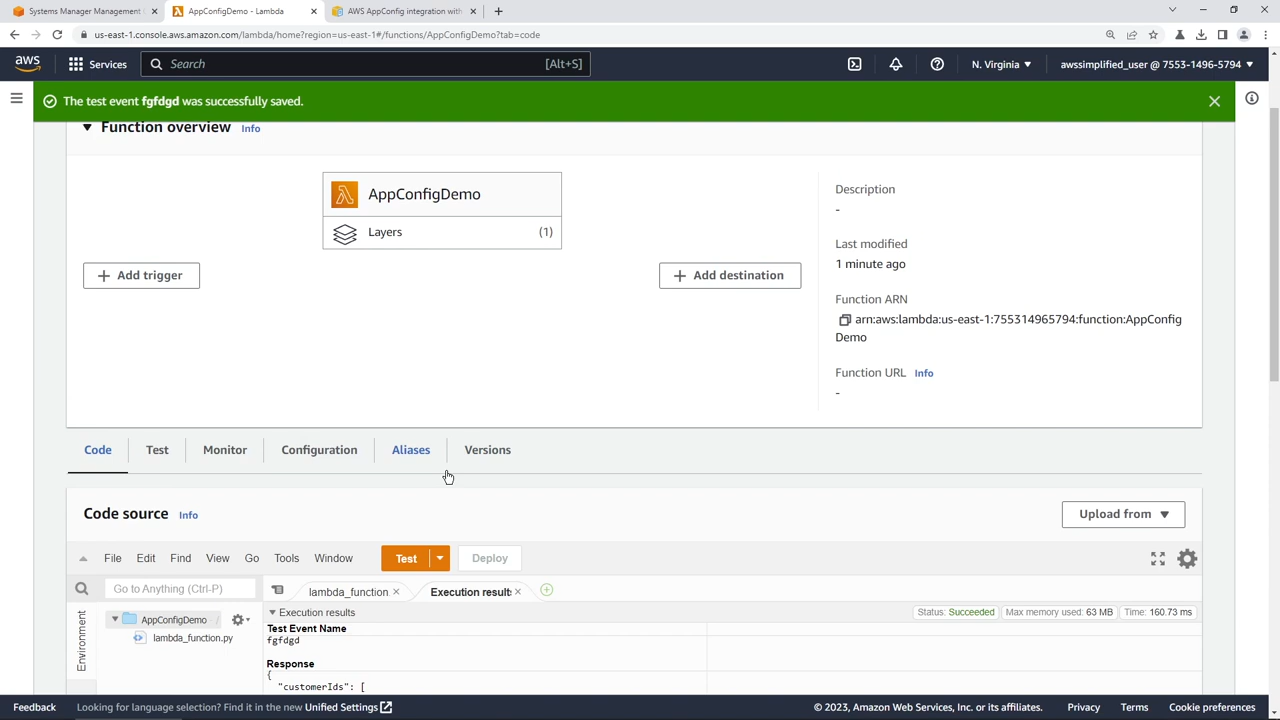 Systems Manager Management
AppConfigDemo - Lambda
AWS AppConfig integration with
us-east-1.console.aws.amazon.com/lambda/home?region=us-east-1#/functions/AppConfigDemo?tab=code
aws
Services
Search
[Alt+S]
N. Virginia
awssimplified_user @ 7553-1496-5794
The test event fgfdgd was successfully saved.
Function overview Info
AppConfigDemo
Layers
(1)
Add trigger
Add destination
Description
-
Last modified
1 minute ago
Function ARN
arn:aws:lambda:us-east-1:755314965794:function:AppConfig
Demo
Function URL Info
-
Code
Test
Monitor
Configuration
Aliases
Versions
Code source Info
Upload from
File
Edit
Find
View
Go
Tools
Window
Test
Deploy
Go to Anything (Ctrl-P)
lambda_function
Execution result:
Environment
AppConfigDemo /
lambda_function.py
Execution results
Status: Succeeded
Max memory used: 63 MB
Time: 160.73 ms
Test Event Name
fgfdgd
Response
{
"customerIds": [
Feedback
Looking for language selection? Find it in the new Unified Settings
© 2023, Amazon Web Services, Inc. or its affiliates.
Privacy
Terms
Cookie preferences